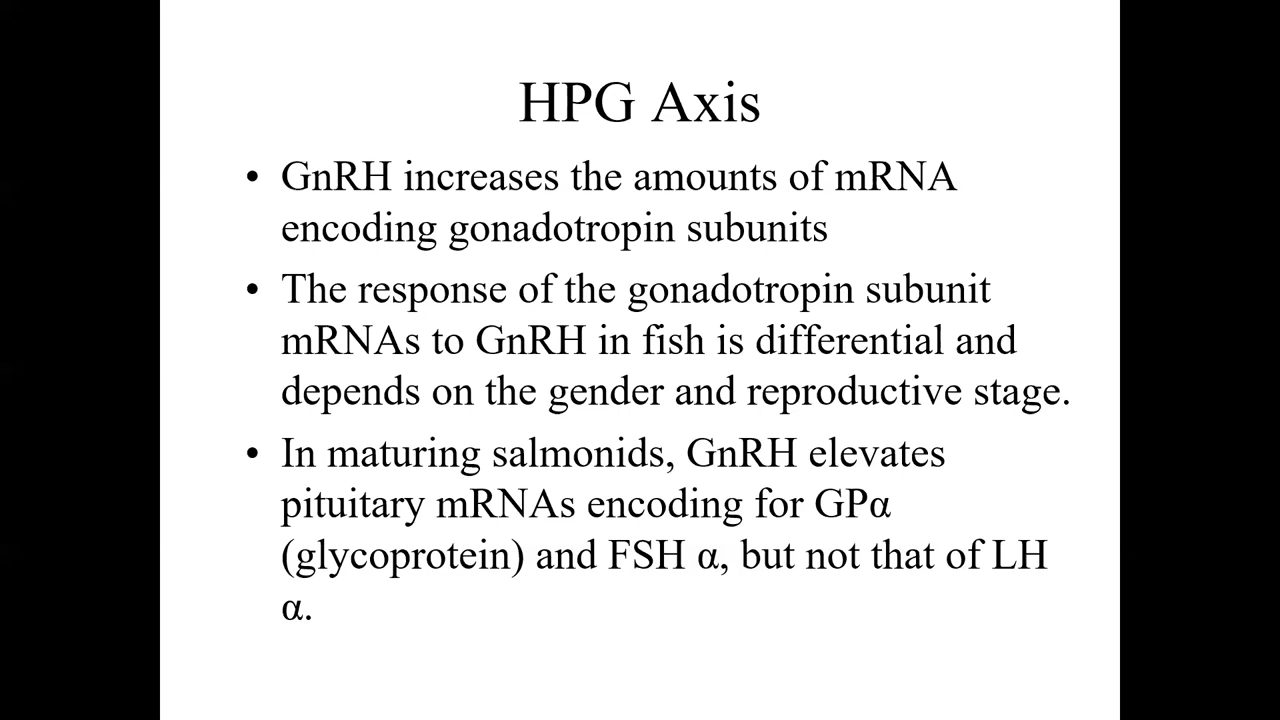 HPG Axis
• GnRH increases the amounts of mRNA
encoding gonadotropin subunits
• The response of the gonadotropin subunit
mRNAs to GnRH in fish is differential and
depends on the gender and reproductive stage.
• In maturing salmonids, GnRH elevates
pituitary mRNAs encoding for GPα
(glycoprotein) and FSH α, but not that of LH
α.